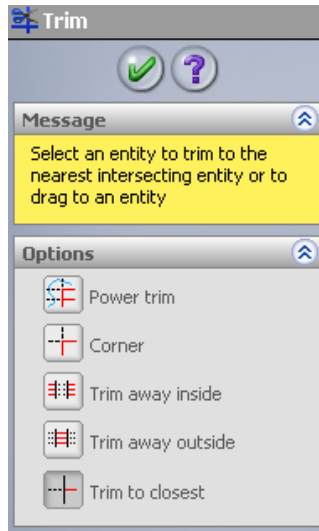 Trim
?
Message
Select an entity to trim to the
nearest intersecting entity or to
drag to an entity
Options
Power trim
Corner
Trim away inside
Trim away outside
Trim to closest